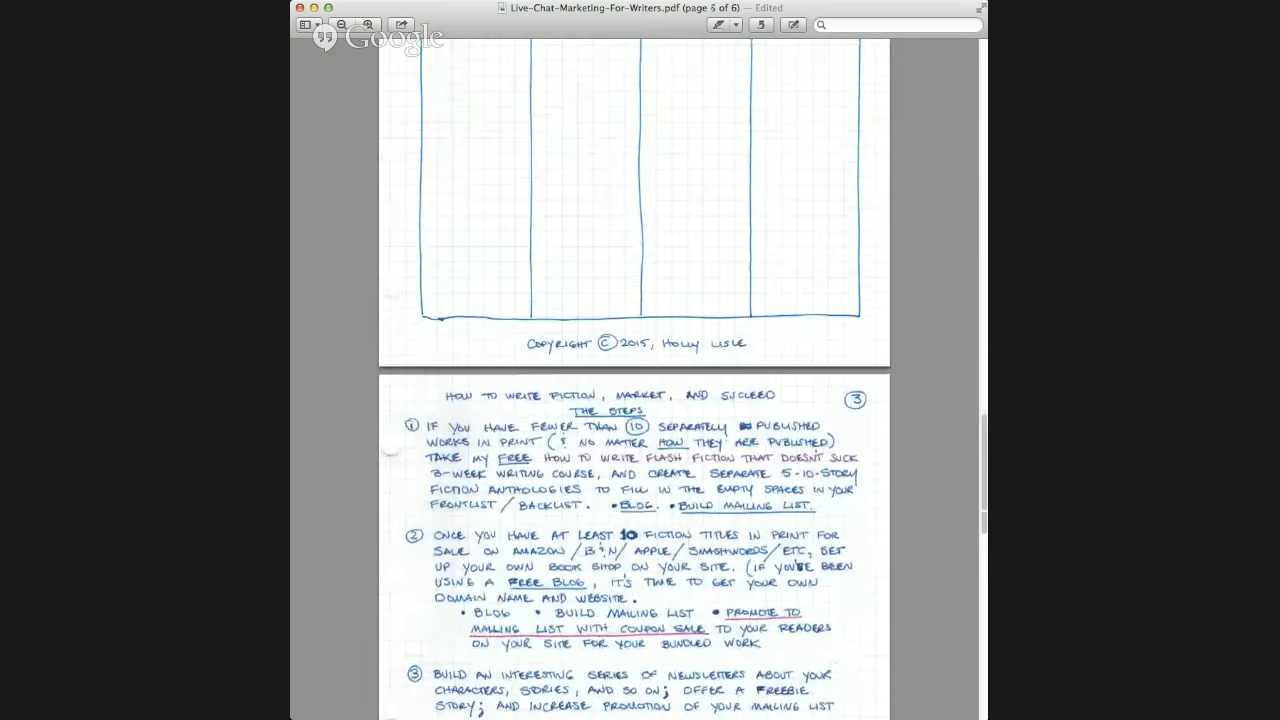 Live-Chat-Marketing-For-Writers.pdf (page 5 of 6) — Edited
Google
COPYRIGHT © 2015, HOLLY LISLE
HOW TO WRITE FICTION, MARKET, AND SUCCEED
3
THE STEPS
1 IF YOU HAVE FEWER THAN 10 SEPARATELY PUBLISHED
WORKS IN PRINT (& NO MATTER HOW THEY ARE PUBLISHED)
TAKE MY FREE HOW TO WRITE FLASH FICTION THAT DOESN'T SUCK
3-WEEK WRITING COURSE, AND CREATE SEPARATE 5-10-STORY
FICTION ANTHOLOGIES TO FILL IN THE EMPTY SPACES IN YOUR
FRONTLIST/BACKLIST. • BLOG. • BUILD MAILING LIST.
2 ONCE YOU HAVE AT LEAST 10 FICTION TITLES IN PRINT FOR
SALE ON AMAZON/B&N/APPLE/SMASHWORDS/ETC, SET
UP YOUR OWN BOOK SHOP ON YOUR SITE. (IF YOU'VE BEEN
USING A FREE BLOG, IT'S TIME TO GET YOUR OWN
DOMAIN NAME AND WEBSITE.
• BLOG • BUILD MAILING LIST • PROMOTE TO
MAILING LIST WITH COUPON SALE TO YOUR READERS
ON YOUR SITE FOR YOUR BUNDLED WORK
3 BUILD AN INTERESTING SERIES OF NEWSLETTERS ABOUT YOUR
CHARACTERS, STORIES, AND SO ON; OFFER A FREEBIE
STORY; AND INCREASE PROMOTION OF YOUR MAILING LIST